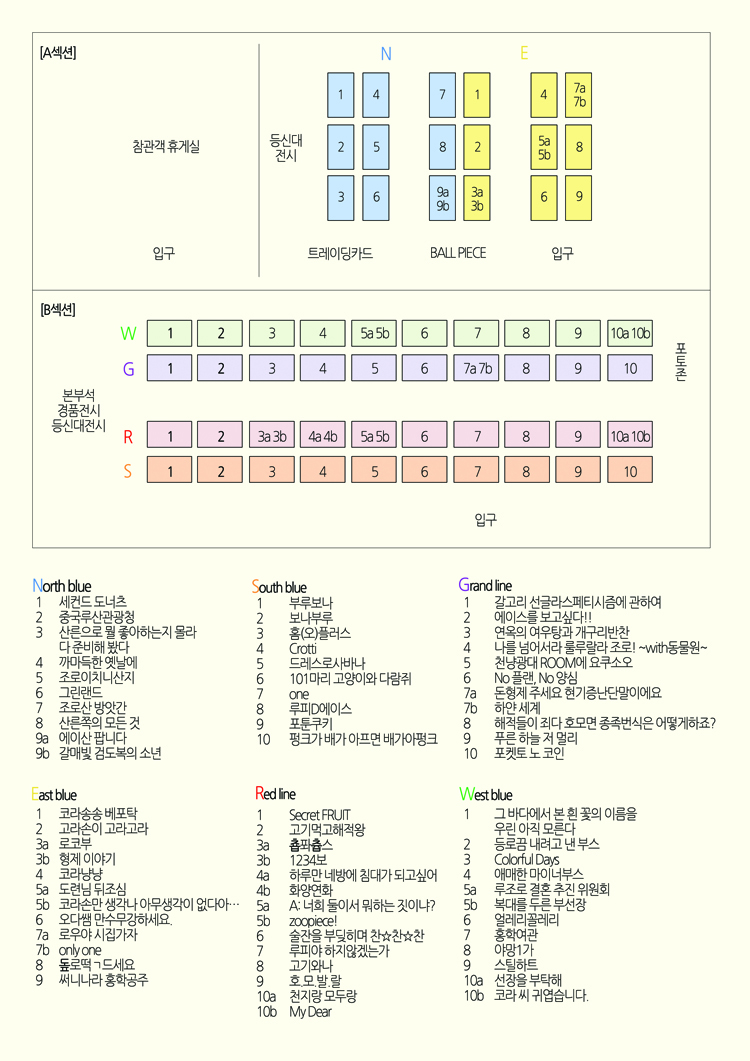 [A섹션]
N
E
1 4 7 1 4 7a 7b
참관객 휴게실
등신대 전시
2 5 8 2 5a 5b 8
3 6 9a 9b 3a 3b 6 9
입구
트레이딩카드
BALL PIECE
입구
[B섹션]
W 1 2 3 4 5a 5b 6 7 8 9 10a 10b
G 1 2 3 4 5 6 7a 7b 8 9 10
포토존
본부석
경품전시
등신대전시
R 1 2 3a 3b 4a 4b 5a 5b 6 7 8 9 10a 10b
S 1 2 3 4 5 6 7 8 9 10
입구
North blue
1 세컨드 도너츠
2 중국루산관광청
3 산른으로 뭘 좋아하는지 몰라
다 준비해 봤다
4 까마득한 옛날에
5 조로이치니산지
6 그린랜드
7 조로산 방앗간
8 산른쪽의 모든 것
9a 에이산 팝니다
9b 갈매빛 검도복의 소년
South blue
1 부루보나
2 보나부루
3 홈(오)플러스
4 Crotti
5 드레스로사바나
6 101마리 고양이와 다람쥐
7 one
8 루피D에이스
9 포툰쿠키
10 펑크가 배가 아프면 배가아펑크
Grand line
1 갈고리 선글라스페티시즘에 관하여
2 에이스를 보고싶다!!
3 연옥의 여우탕과 개구리반찬
4 나를 넘어서라 룰루랄라 조로! ~with동물원~
5 천냥광대 ROOM에 요쿠소오
6 No 플랜, No 양심
7a 돈형제 주세요 현기증난단말이에요
7b 하얀 세계
8 해적들이 죄다 호모면 종족번식은 어떻게하죠?
9 푸른 하늘 저 멀리
10 포켓토 노 코인
East blue
1 코라송송 베포탁
2 고라손이 고라고라
3a 로코부
3b 형제 이야기
4 코라냥냥
5a 도련님 뒤조심
5b 코라손만 생각나 아무생각이 없다아…
6 오다쌤 만수무강하세요.
7a 로우야 시집가자
7b only one
8 돞로떡ㄱ드세요
9 써니나라 홍학공주
Red line
1 Secret FRUIT
2 고기먹고해적왕
3a 춉파춉스
3b 1234보
4a 하루만 네방에 침대가 되고싶어
4b 화양연화
5a A: 너희 둘이서 뭐하는 짓이냐?
5b zoopiece!
6 술잔을 부딪히며 찬☆찬☆찬
7 루피야 하지않겠는가
8 고기와나
9 호.모.발.랄
10a 천지랑 모두랑
10b My Dear
West blue
1 그 바다에서 본 흰 꽃의 이름을
우린 아직 모른다
2 등로끔 내려고 낸 부스
3 Colorful Days
4 애매한 마이너부스
5a 루조로 결혼 추진 위원회
5b 복대를 두른 부선장
6 얼레리꼴레리
7 홍학여관
8 야망1가
9 스틸하트
10a 선장을 부탁해
10b 코라 씨 귀엽습니다.